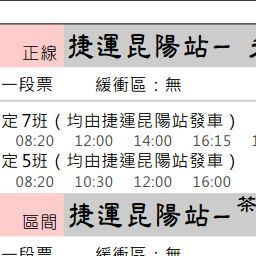 正線 捷運昆陽站－
一段票 緩衝區：無
定 7班（均由捷運昆陽站發車）
08:20 12:00 14:00 16:15
定 5班（均由捷運昆陽站發車）
08:20 10:30 12:00 16:00
區間 捷運昆陽站－茶
一段票 緩衝區：無